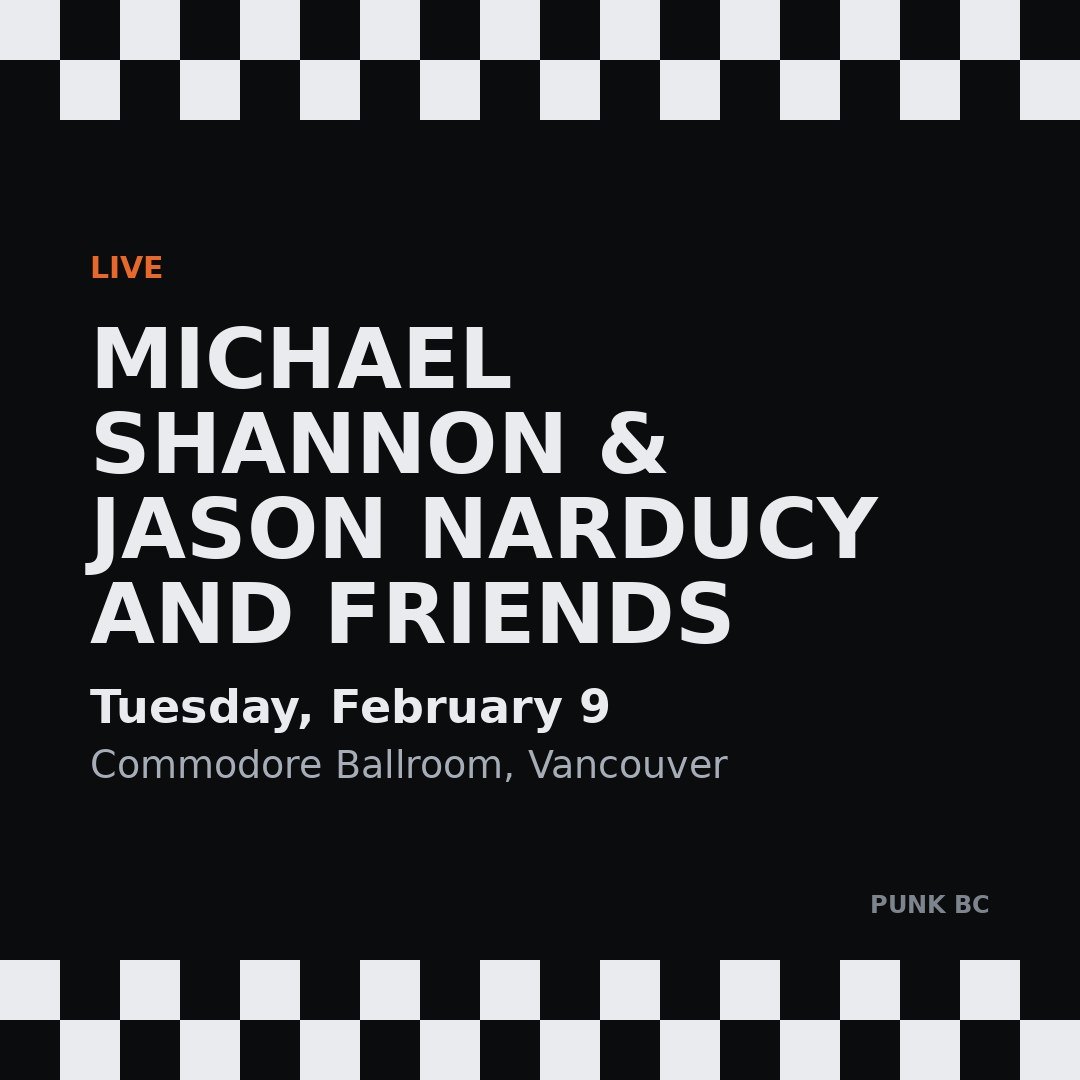 LIVE
MICHAEL
SHANNON &
JASON NARDUCY
AND FRIENDS
Tuesday, February 9
Commodore Ballroom, Vancouver
PUNK BC